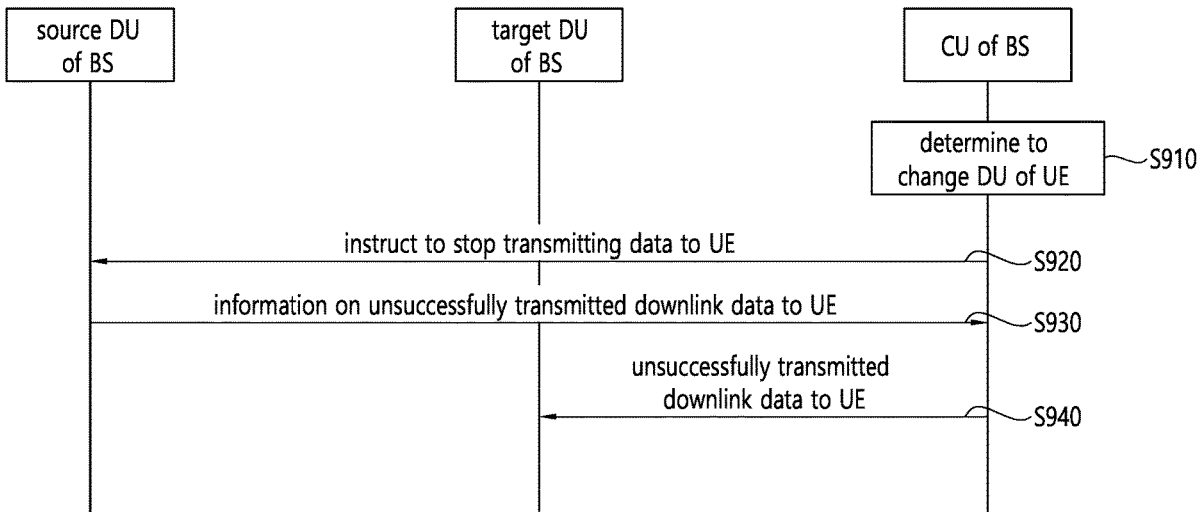 source DU
of BS
target DU
of BS
CU of BS
determine to
change DU of UE
S910
instruct to stop transmitting data to UE
S920
information on unsuccessfully transmitted downlink data to UE
S930
unsuccessfully transmitted
downlink data to UE
S940